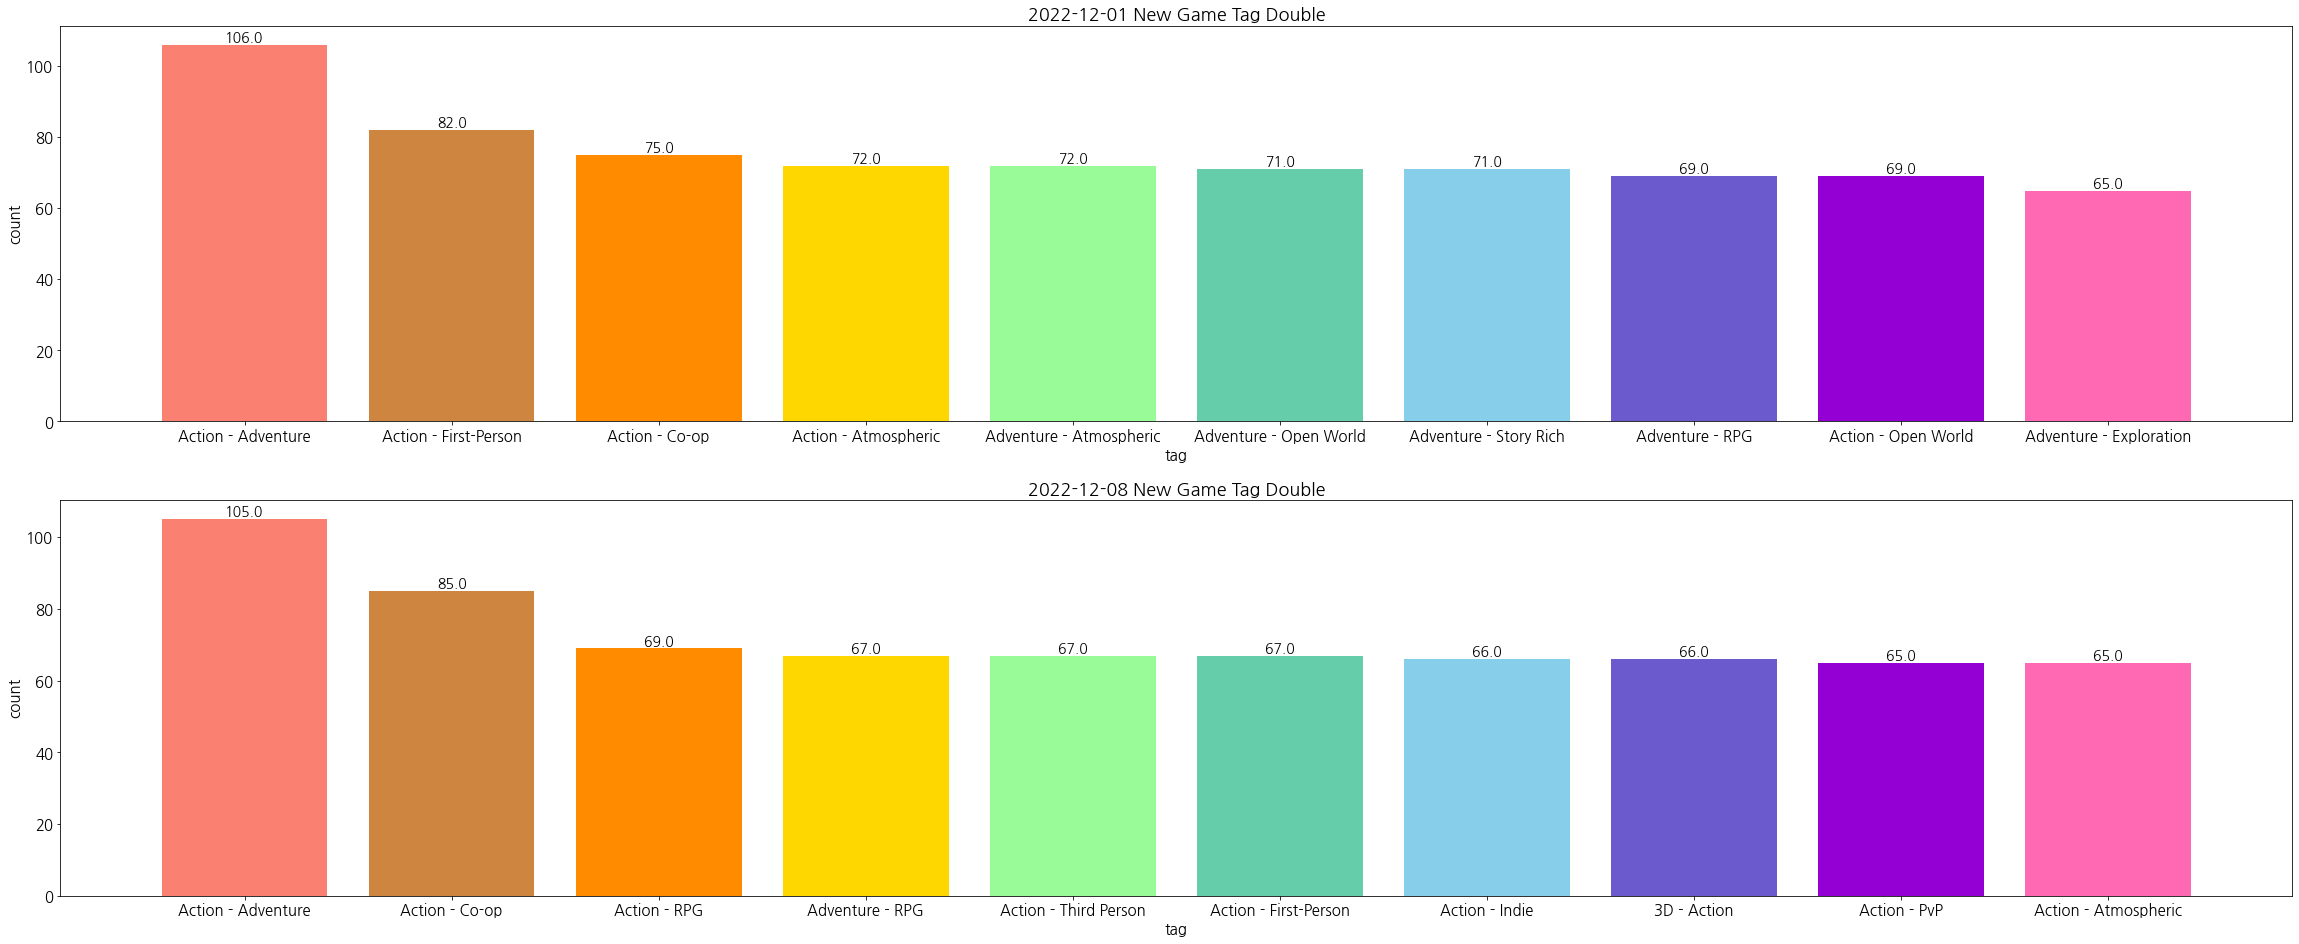 2022-12-01 New Game Tag Double
106.0
82.0
75.0
72.0
72.0
71.0
71.0
69.0
69.0
65.0
100
80
60
40
20
0
count
Action - Adventure
Action - First-Person
Action - Co-op
Action - Atmospheric
Adventure - Atmospheric
Adventure - Open World
Adventure - Story Rich
Adventure - RPG
Action - Open World
Adventure - Exploration
tag
2022-12-08 New Game Tag Double
105.0
85.0
69.0
67.0
67.0
67.0
66.0
66.0
65.0
65.0
100
80
60
40
20
0
count
Action - Adventure
Action - Co-op
Action - RPG
Adventure - RPG
Action - Third Person
Action - First-Person
Action - Indie
3D - Action
Action - PvP
Action - Atmospheric
tag